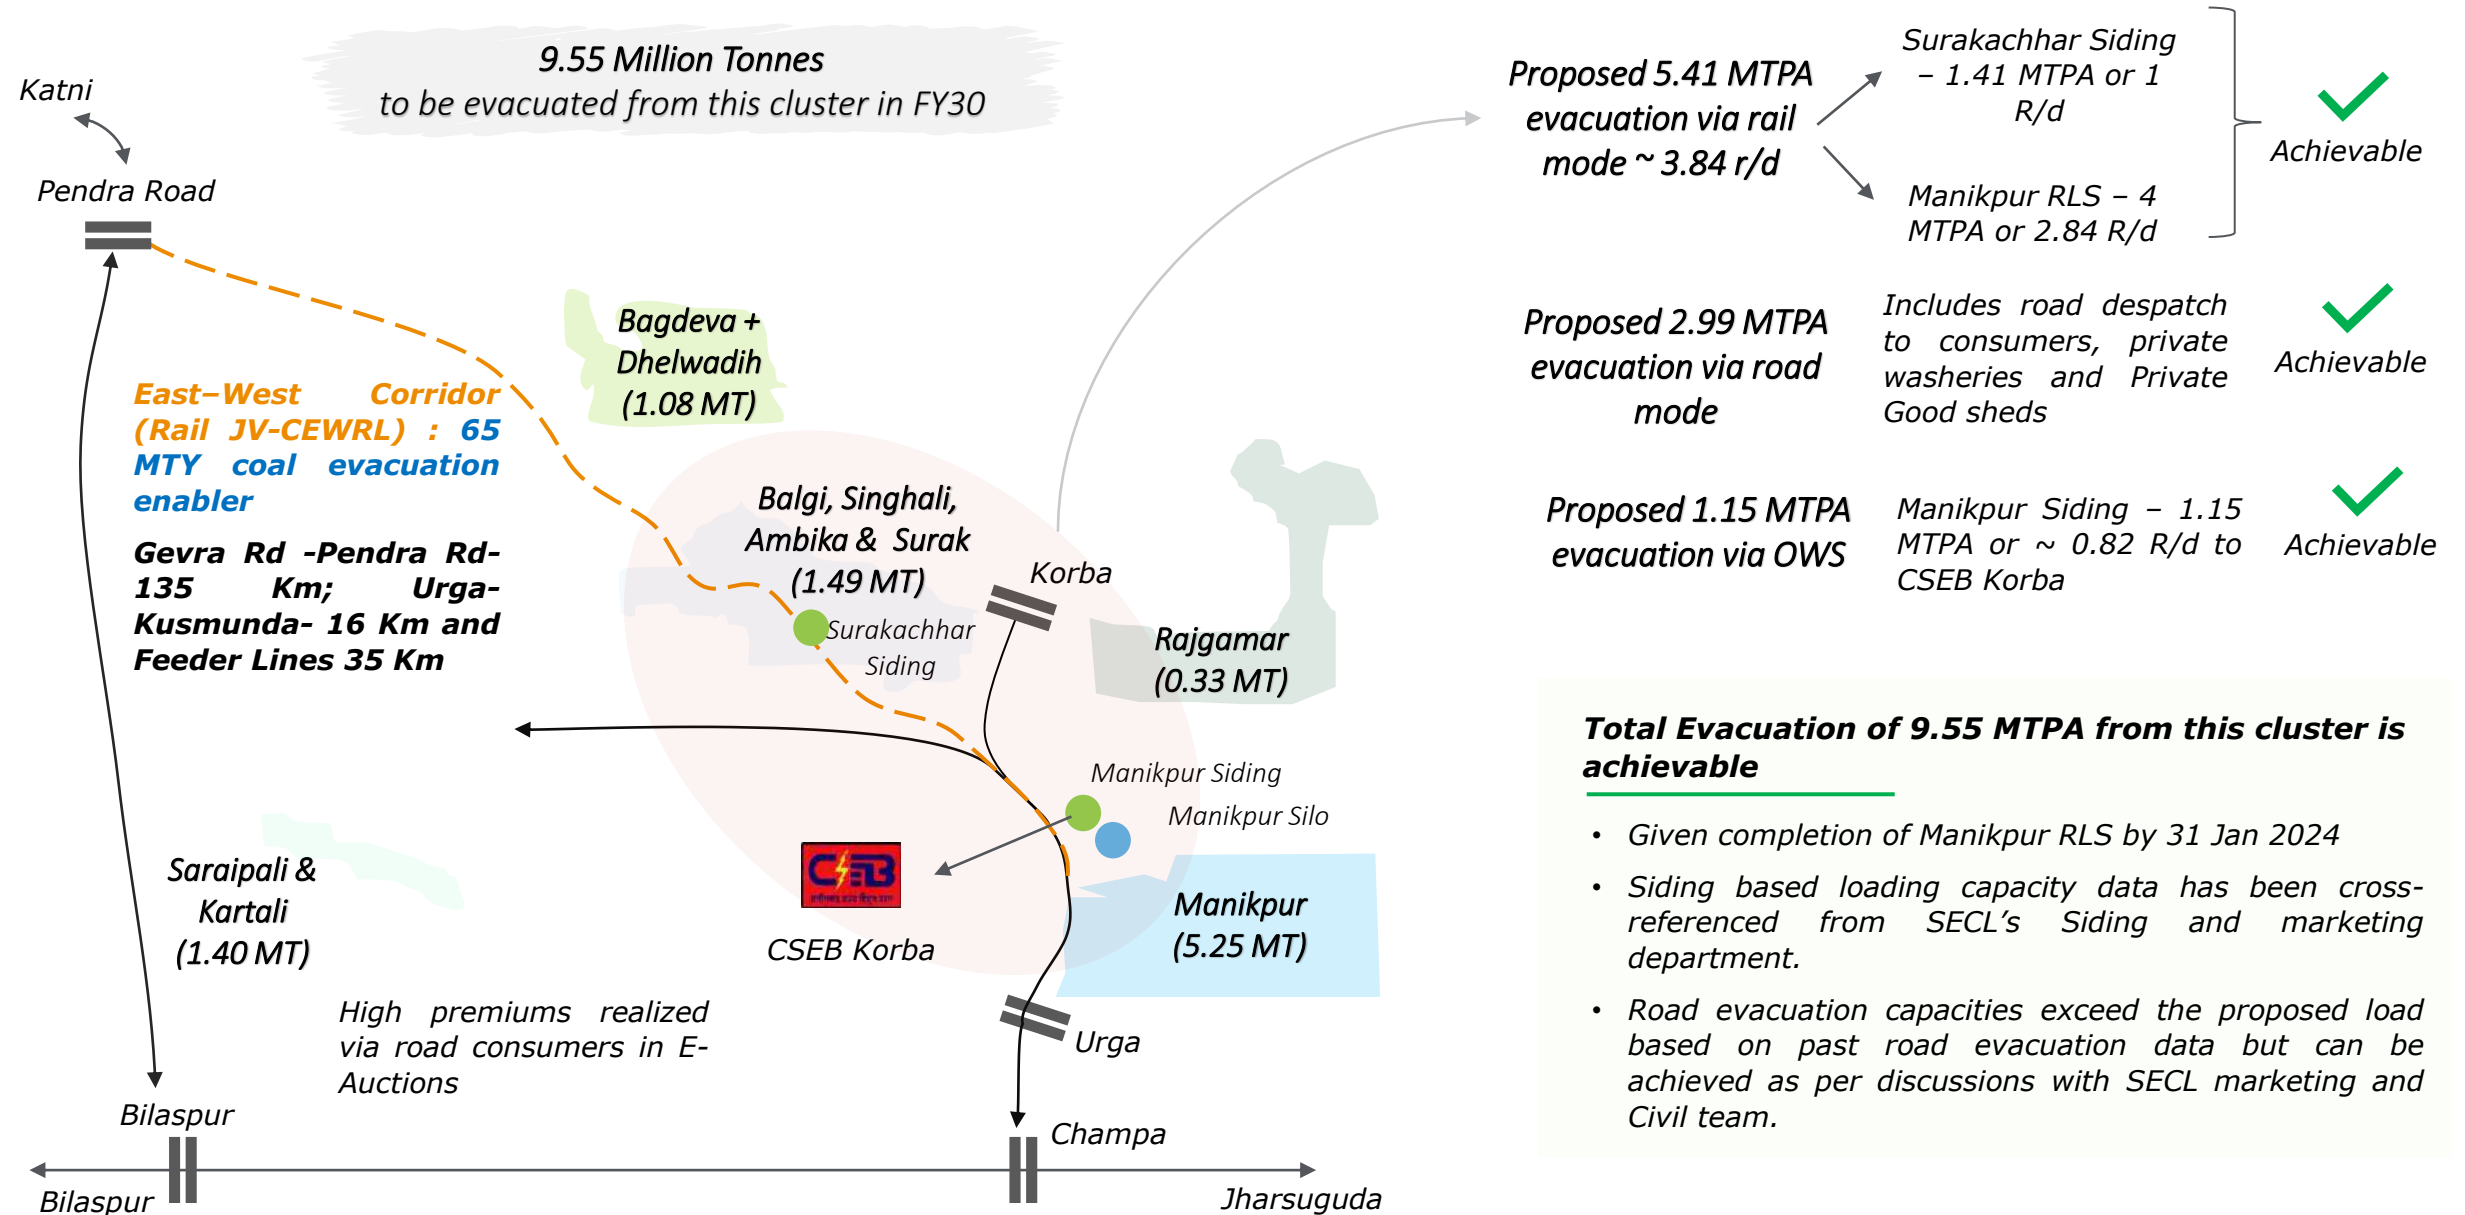 9.55 Million Tonnes
to be evacuated from this cluster in FY30
Katni
Pendra Road
East–West Corridor
(Rail JV-CEWRL) : 65
MTY coal evacuation
enabler
Gevra Rd -Pendra Rd-
135 Km; Urga-
Kusmunda- 16 Km and
Feeder Lines 35 Km
Bagdeva +
Dhelwadih
(1.08 MT)
Balgi, Singhali,
Ambika & Surak
(1.49 MT)
Surakachhar
Siding
Korba
Rajgamar
(0.33 MT)
Manikpur Siding
Manikpur Silo
Manikpur
(5.25 MT)
CSEB
CSEB Korba
Saraipali &
Kartali
(1.40 MT)
High premiums realized
via road consumers in E-
Auctions
Urga
Bilaspur
Champa
Bilaspur
Jharsuguda
Proposed 5.41 MTPA
evacuation via rail
mode ~ 3.84 r/d
Surakachhar Siding
– 1.41 MTPA or 1
R/d
Manikpur RLS – 4
MTPA or 2.84 R/d
Achievable
Proposed 2.99 MTPA
evacuation via road
mode
Includes road despatch
to consumers, private
washeries and Private
Good sheds
Achievable
Proposed 1.15 MTPA
evacuation via OWS
Manikpur Siding – 1.15
MTPA or ~ 0.82 R/d to
CSEB Korba
Achievable
Total Evacuation of 9.55 MTPA from this cluster is
achievable
• Given completion of Manikpur RLS by 31 Jan 2024
• Siding based loading capacity data has been cross-
referenced from SECL’s Siding and marketing
department.
• Road evacuation capacities exceed the proposed load
based on past road evacuation data but can be
achieved as per discussions with SECL marketing and
Civil team.